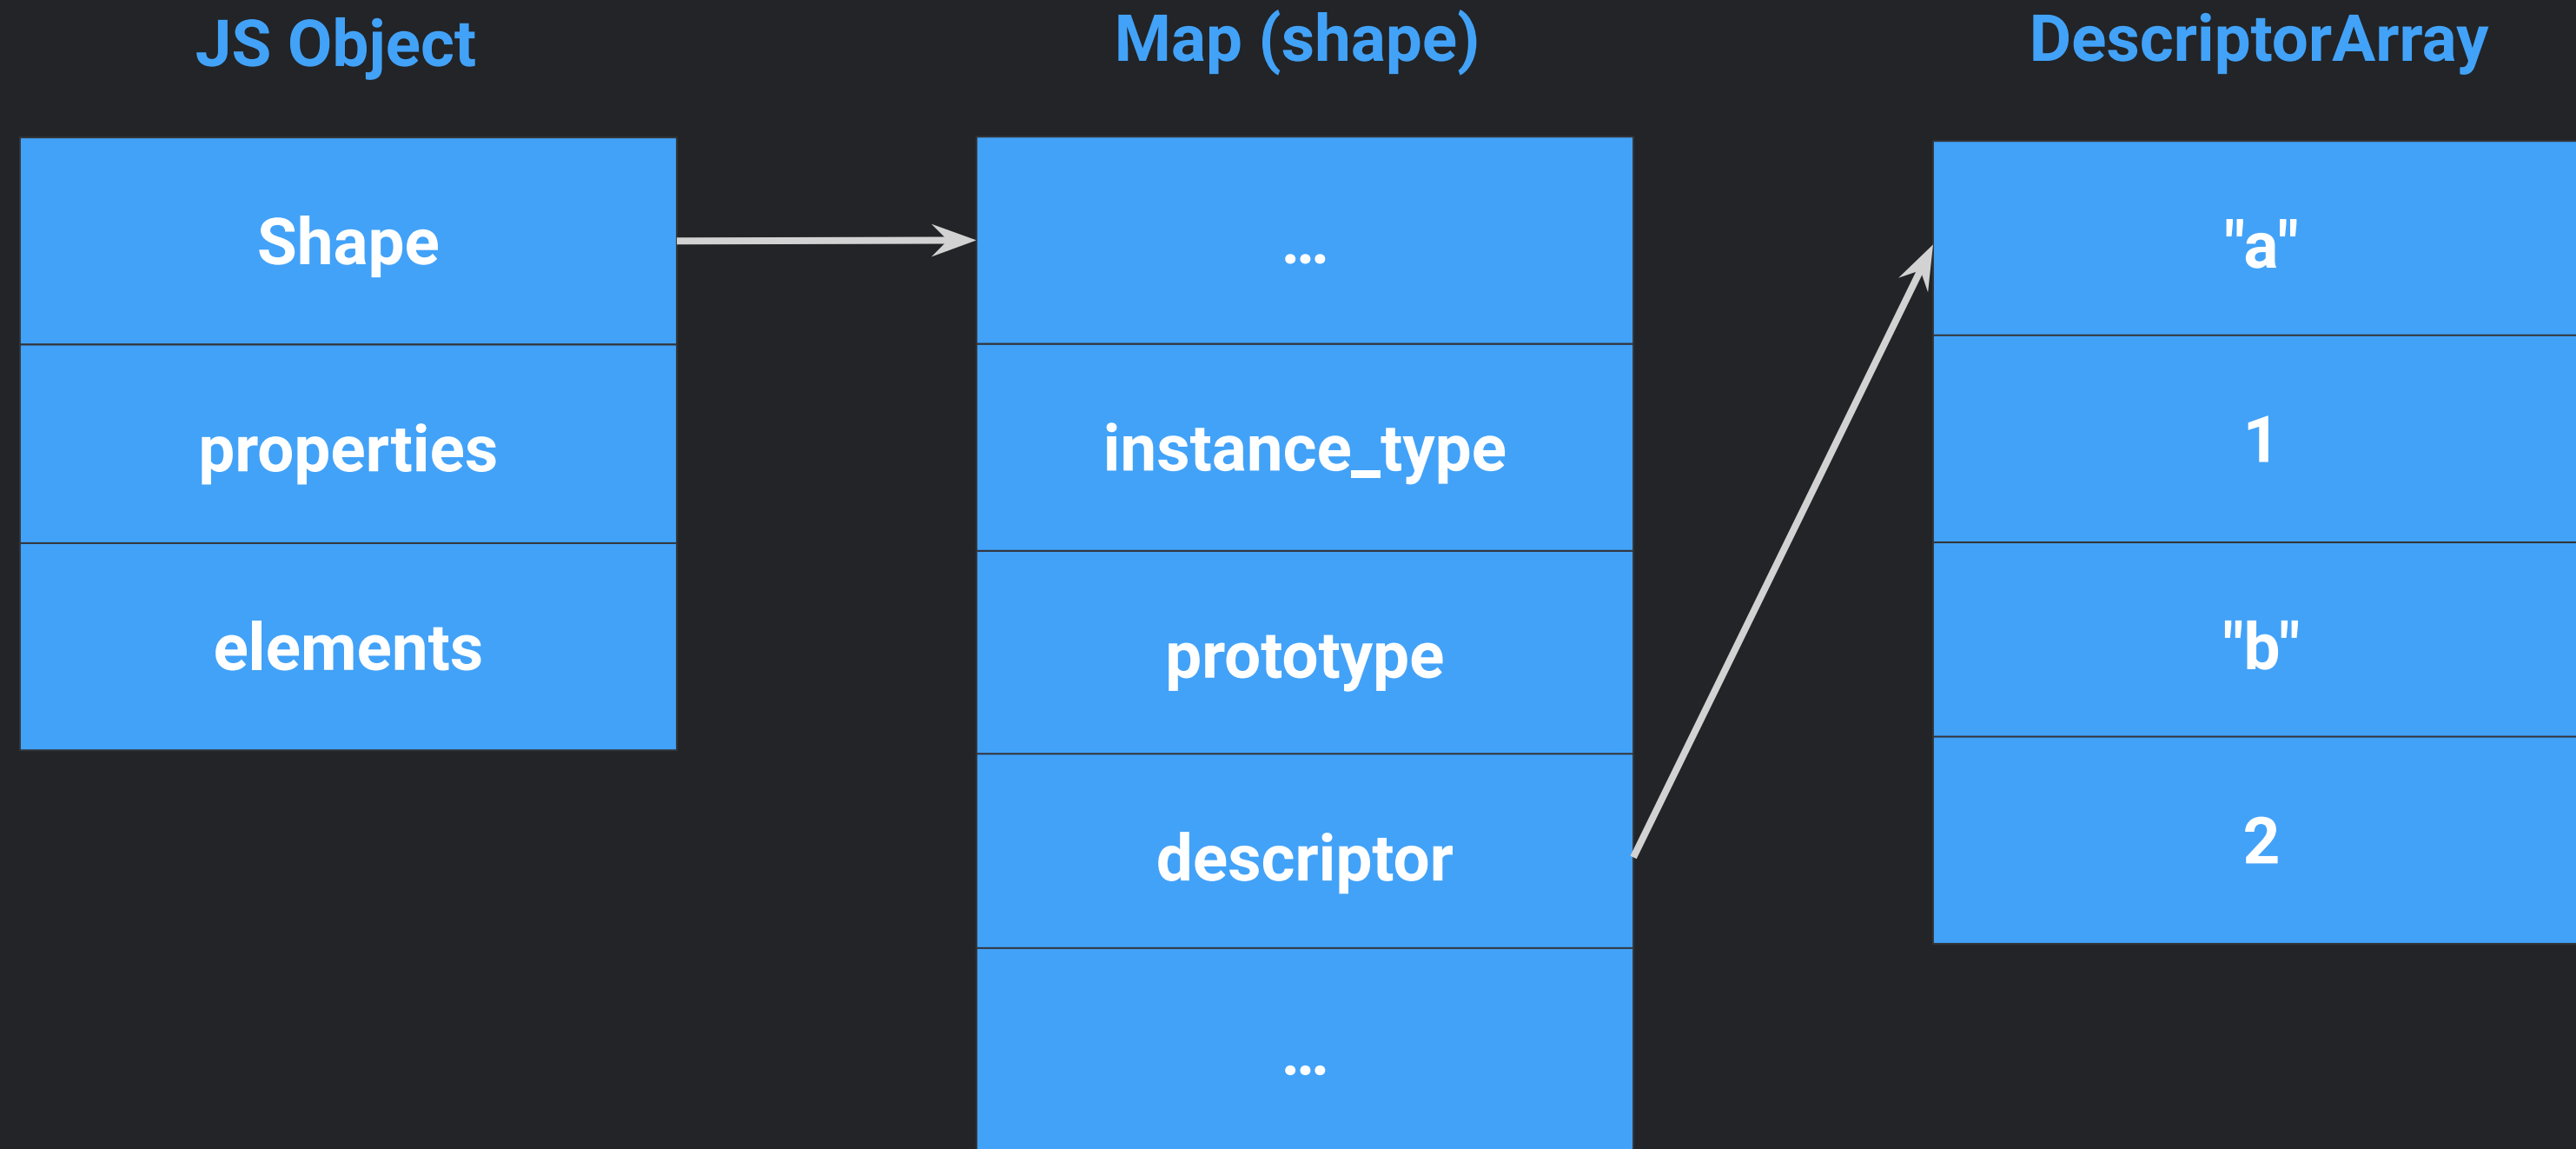 JS Object
Map (shape)
DescriptorArray
Shape
properties
elements
...
instance_type
prototype
descriptor
...
"a"
1
"b"
2